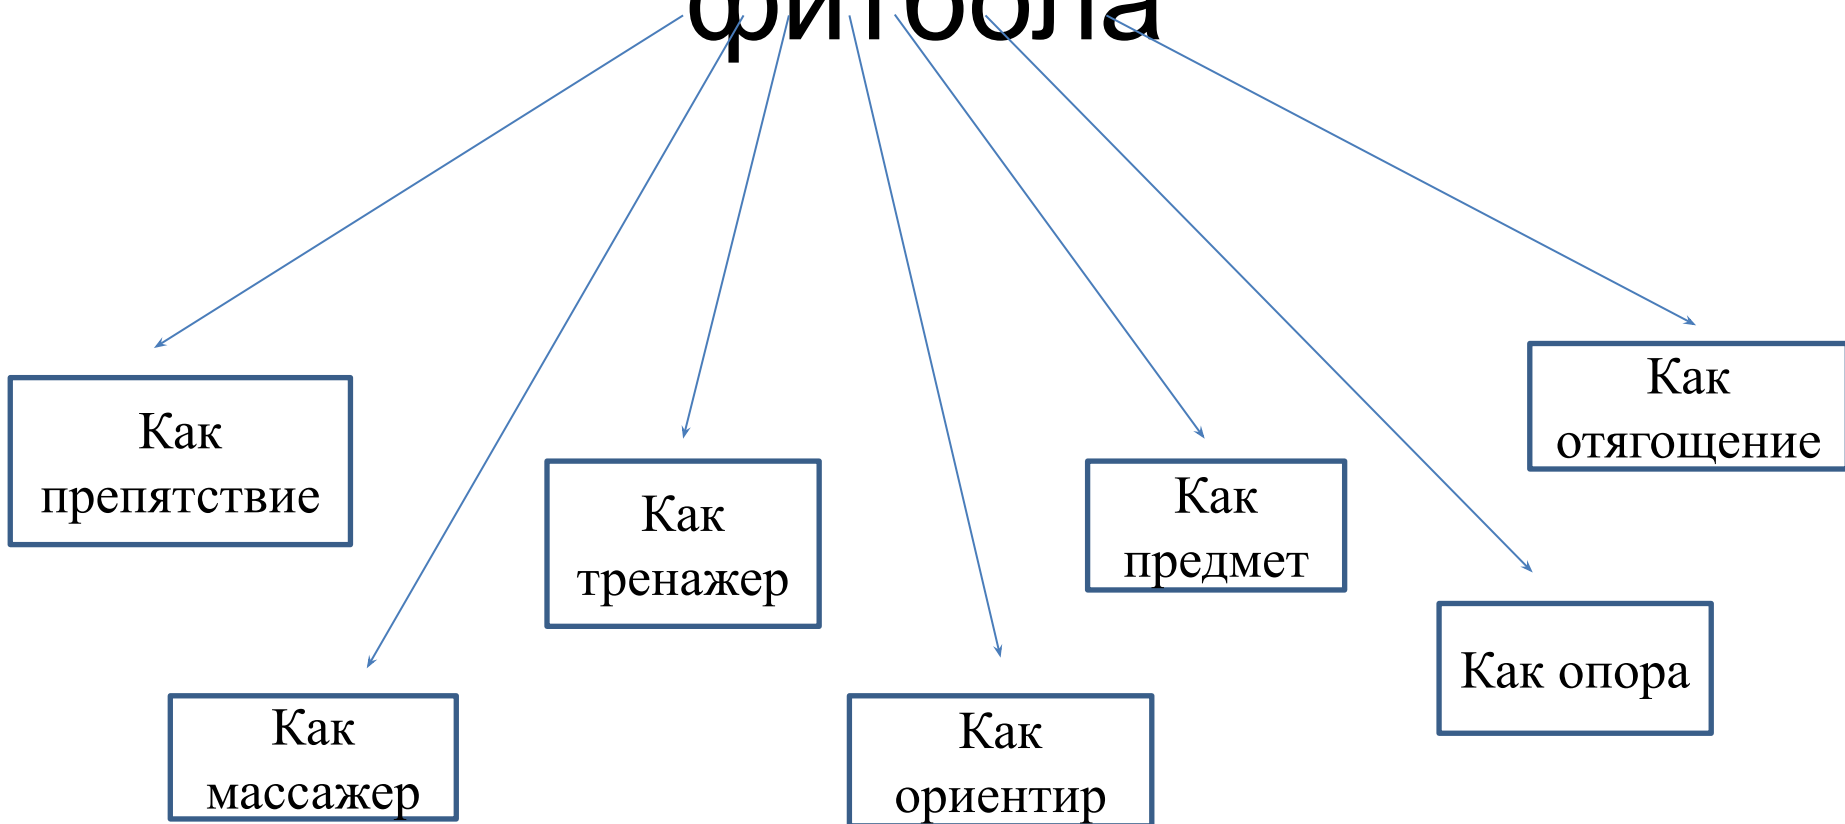 фитбола
Как
препятствие
Как
массажер
Как
тренажер
Как
ориентир
Как
предмет
Как опора
Как
отягощение